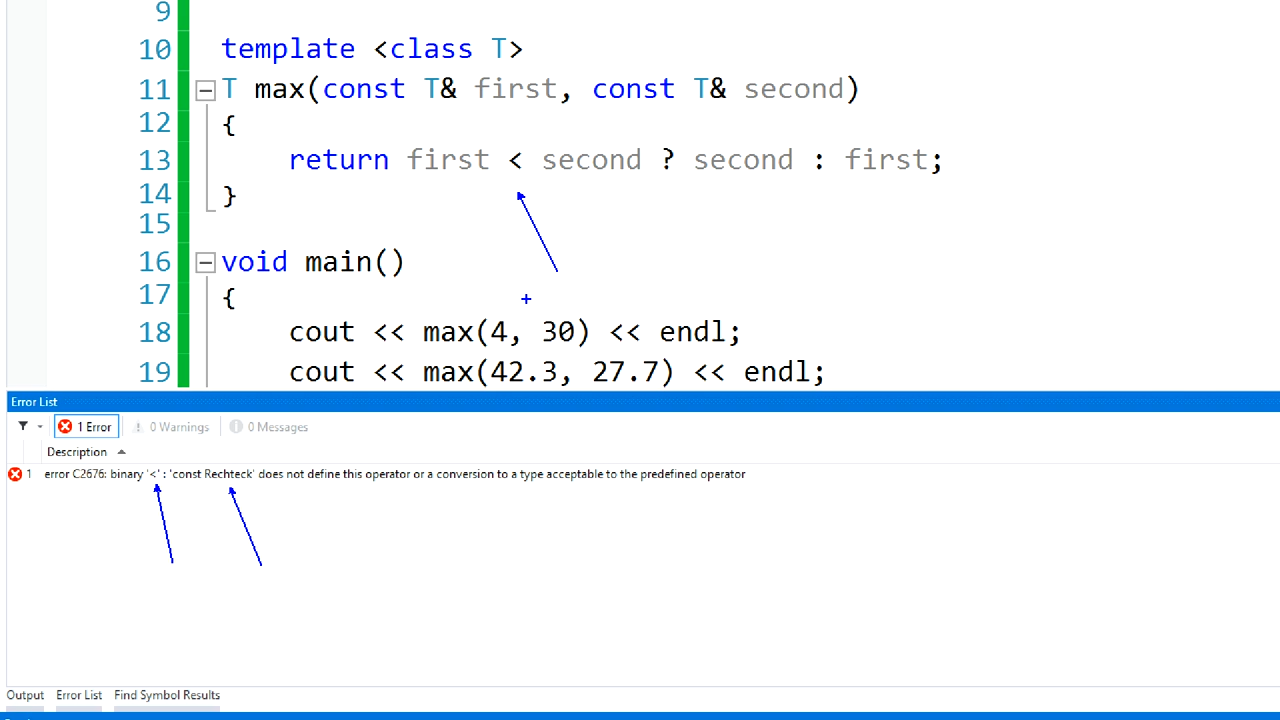 9
10 template <class T>
11 T max(const T& first, const T& second)
12 {
13 return first < second ? second : first;
14 }
15
16 void main()
17 {
18 cout << max(4, 30) << endl;
19 cout << max(42.3, 27.7) << endl;
Error List
1 Error 0 Warnings 0 Messages
Description
1 error C2676: binary '<' : 'const Rechteck' does not define this operator or a conversion to a type acceptable to the predefined operator
Output Error List Find Symbol Results